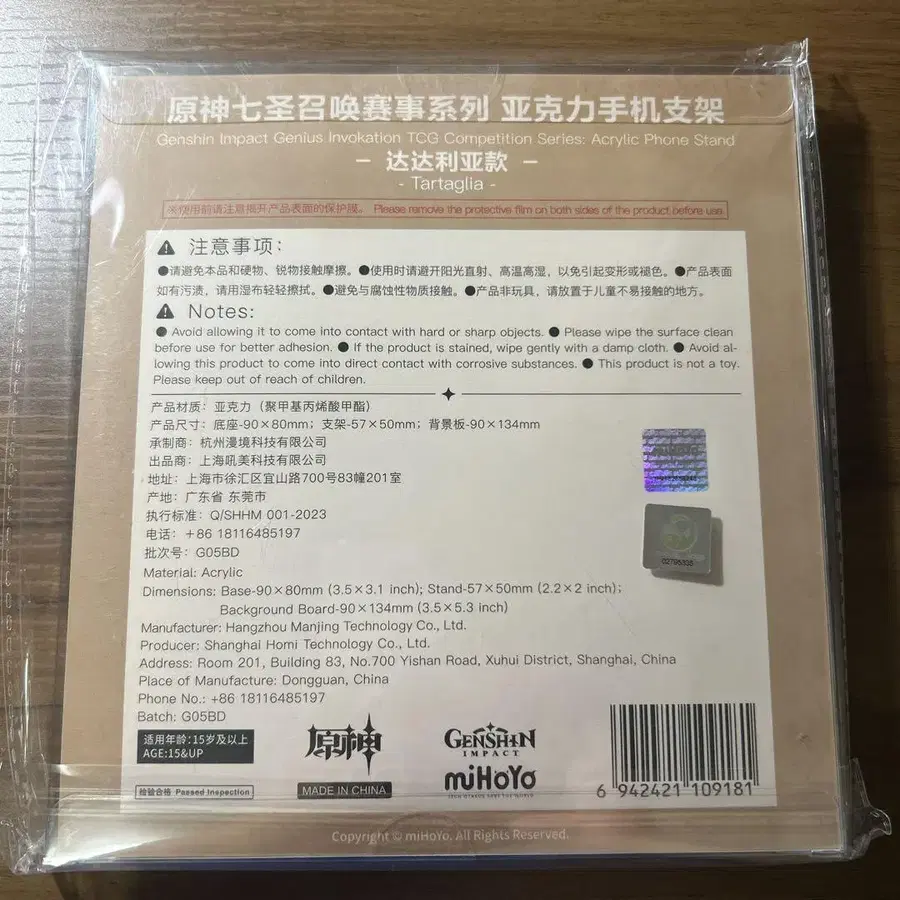 原神七圣召唤赛事系列 亚克力手机支架
Genshin Impact Genius Invokation TCG Competition Series: Acrylic Phone Stand
– 达达利亚款 –
- Tartaglia -
※使用前请注意揭开产品表面的保护膜。 Please remove the protective film on both sides of the product before use.
注意事项:
●请避免本品和硬物、锐物接触摩擦。●使用时请避开阳光直射、高温高湿，以免引起变形或褪色。●产品表面
如有污渍，请用湿布轻轻擦拭。●避免与腐蚀性物质接触。●产品非玩具，请放置于儿童不易接触的地方。
Notes:
● Avoid allowing it to come into contact with hard or sharp objects. ● Please wipe the surface clean
before use for better adhesion. ● If the product is stained, wipe gently with a damp cloth. ● Avoid al-
lowing this product to come into direct contact with corrosive substances. ● This product is not a toy.
Please keep out of reach of children.
产品材质：亚克力（聚甲基丙烯酸甲酯）
产品尺寸：底座-90×80mm；支架-57×50mm；背景板-90×134mm
承制商：杭州漫境科技有限公司
出品商：上海吼美科技有限公司
地址：上海市徐汇区宜山路700号83幢201室
产地：广东省 东莞市
执行标准：Q/SHHM 001-2023
电话：+86 18116485197
批次号：G05BD
Material: Acrylic
Dimensions: Base-90×80mm (3.5×3.1 inch); Stand-57×50mm (2.2×2 inch);
Background Board-90×134mm (3.5×5.3 inch)
Manufacturer: Hangzhou Manjing Technology Co., Ltd.
Producer: Shanghai Homi Technology Co., Ltd.
Address: Room 201, Building 83, No.700 Yishan Road, Xuhui District, Shanghai, China
Place of Manufacture: Dongguan, China
Phone No.: +86 18116485197
Batch: G05BD
02795335
适用年龄:15岁及以上
AGE:15&UP
检验合格 Passed Inspection
原神
MADE IN CHINA
GENSHIN
IMPACT
miHoYo
TECH OTAKUS SAVE THE WORLD
6 942421 109181
Copyright © miHoYo. All Rights Reserved.